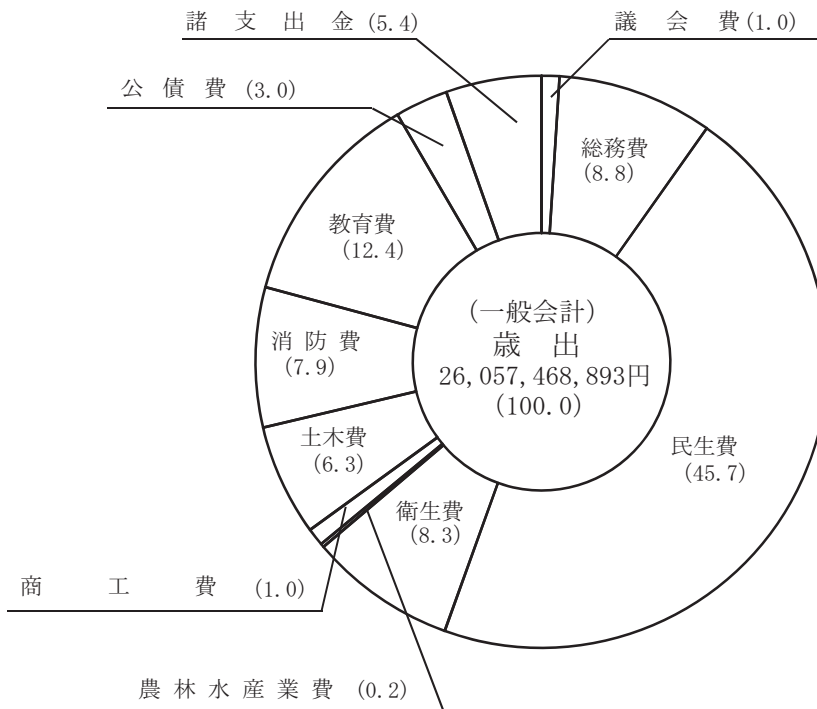 諸支出金(5.4)
議会費(1.0)
公債費(3.0)
総務費
(8.8)
教育費
(12.4)
(一般会計)
歳出
26,057,468,893円
(100.0)
消防費
(7.9)
土木費
(6.3)
民生費
(45.7)
衛生費
(8.3)
商工費(1.0)
農林水産業費(0.2)